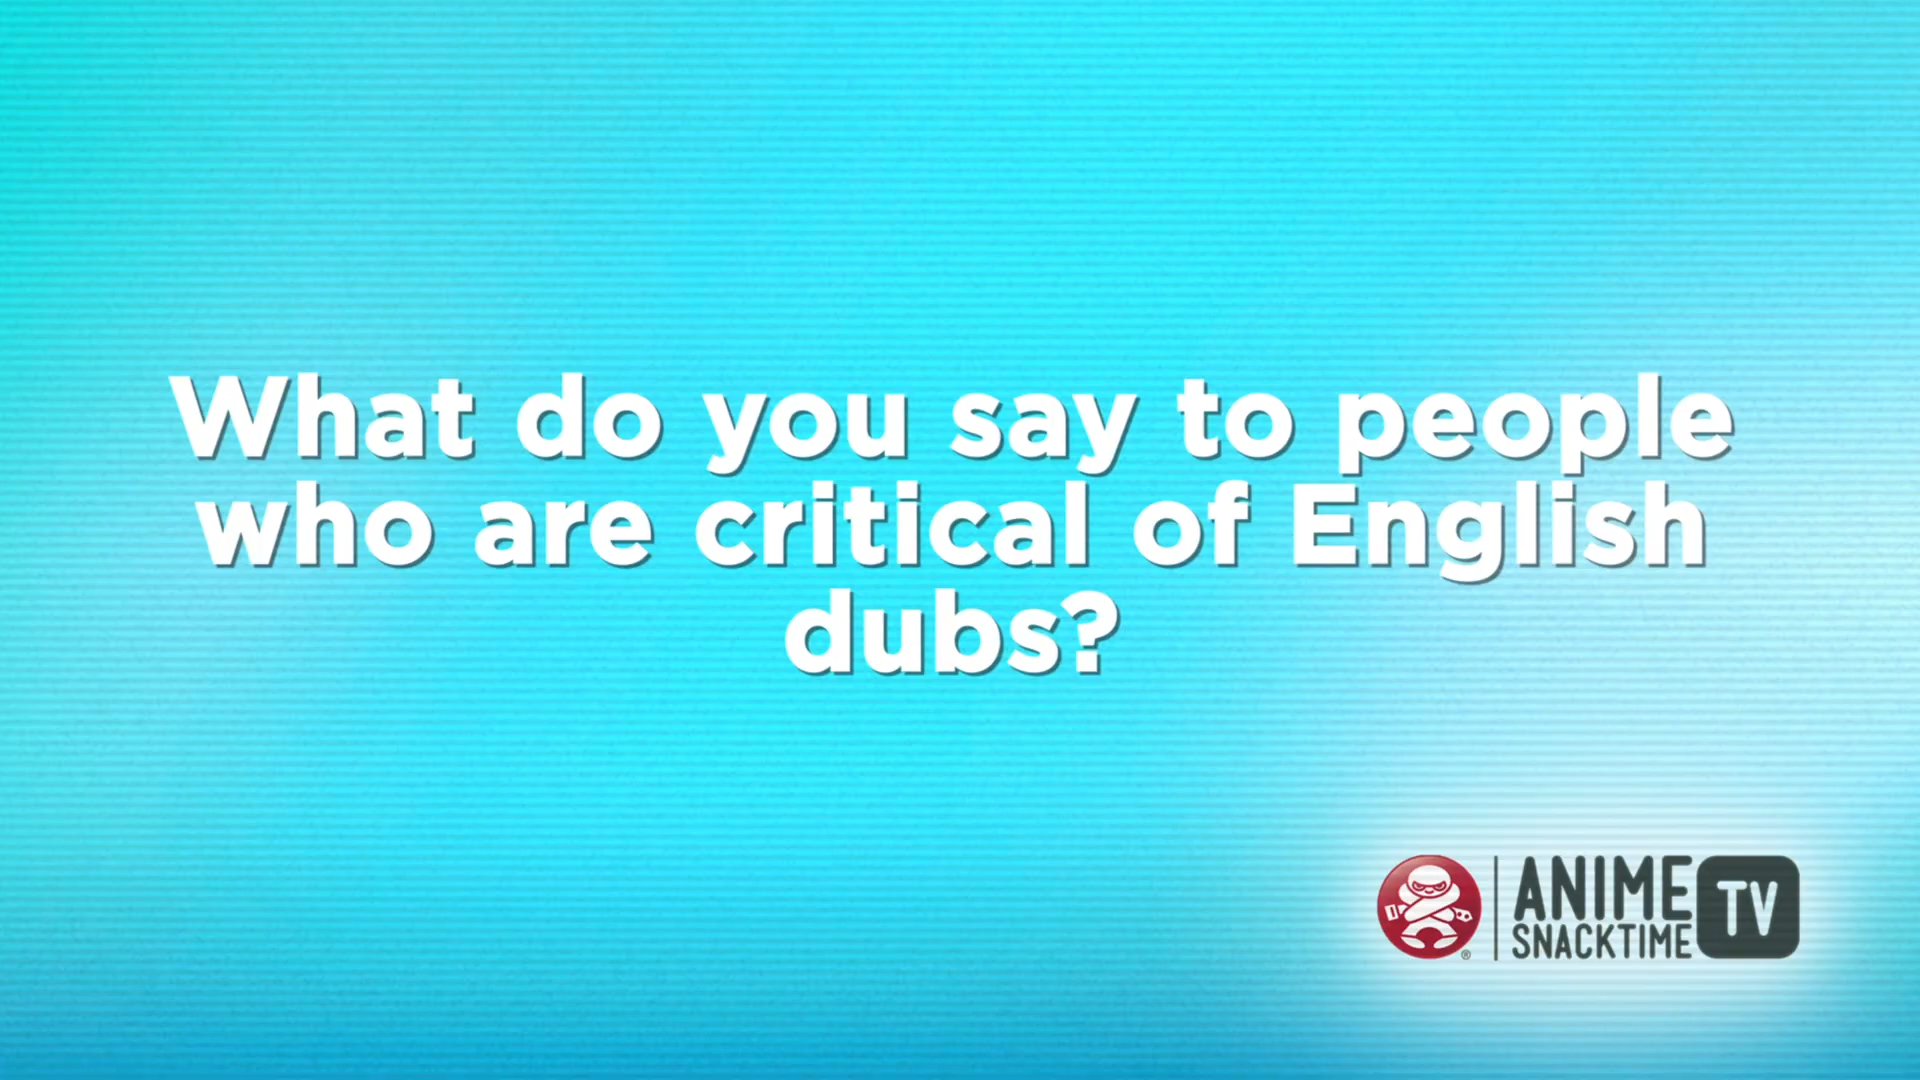 What do you say to people
who are critical of English
dubs?
ANIME
SNACKTIME
TV
®